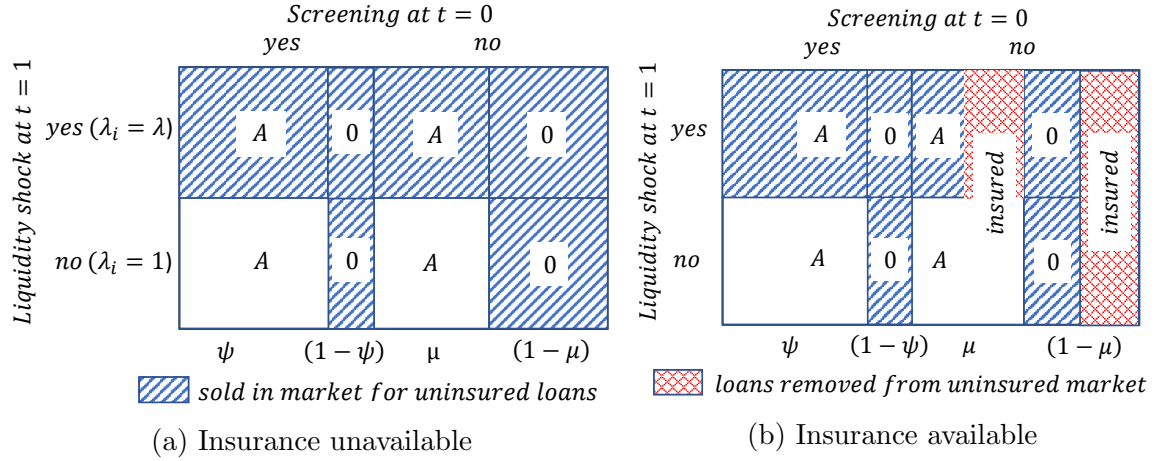 Screening at t = 0
yes no
Liquidity shock at t = 1
yes (λᵢ = λ)
A 0 A 0
no (λᵢ = 1)
A 0 A 0
ψ (1 − ψ) μ (1 − μ)
sold in market for uninsured loans
(a) Insurance unavailable
Screening at t = 0
yes no
Liquidity shock at t = 1
yes
A 0 A 0
insured insured
no
A 0 A 0
ψ (1 − ψ) μ (1 − μ)
loans removed from uninsured market
(b) Insurance available